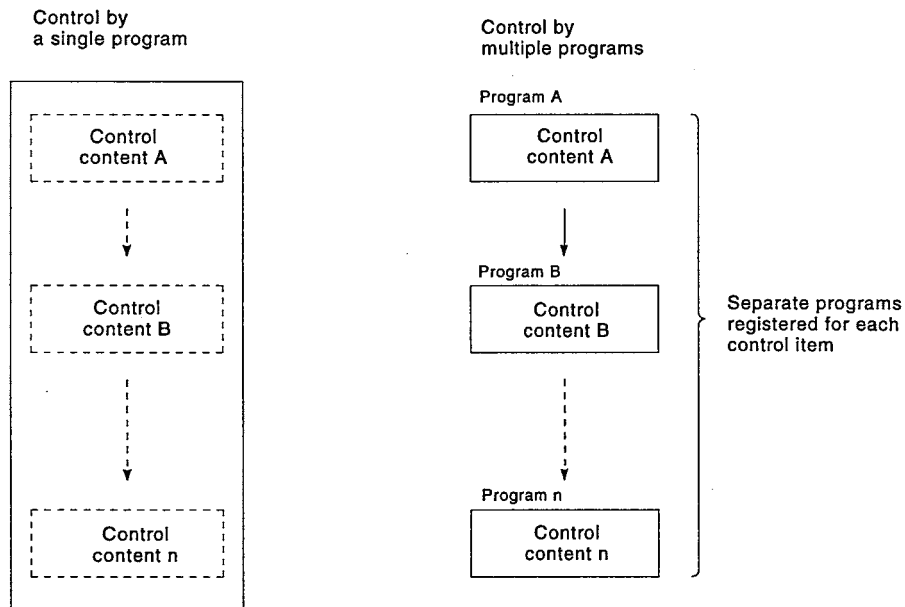 Control by
a single program
Control
content A
Control
content B
Control
content n
Control by
multiple programs
Program A
Control
content A
Program B
Control
content B
Program n
Control
content n
Separate programs
registered for each
control item